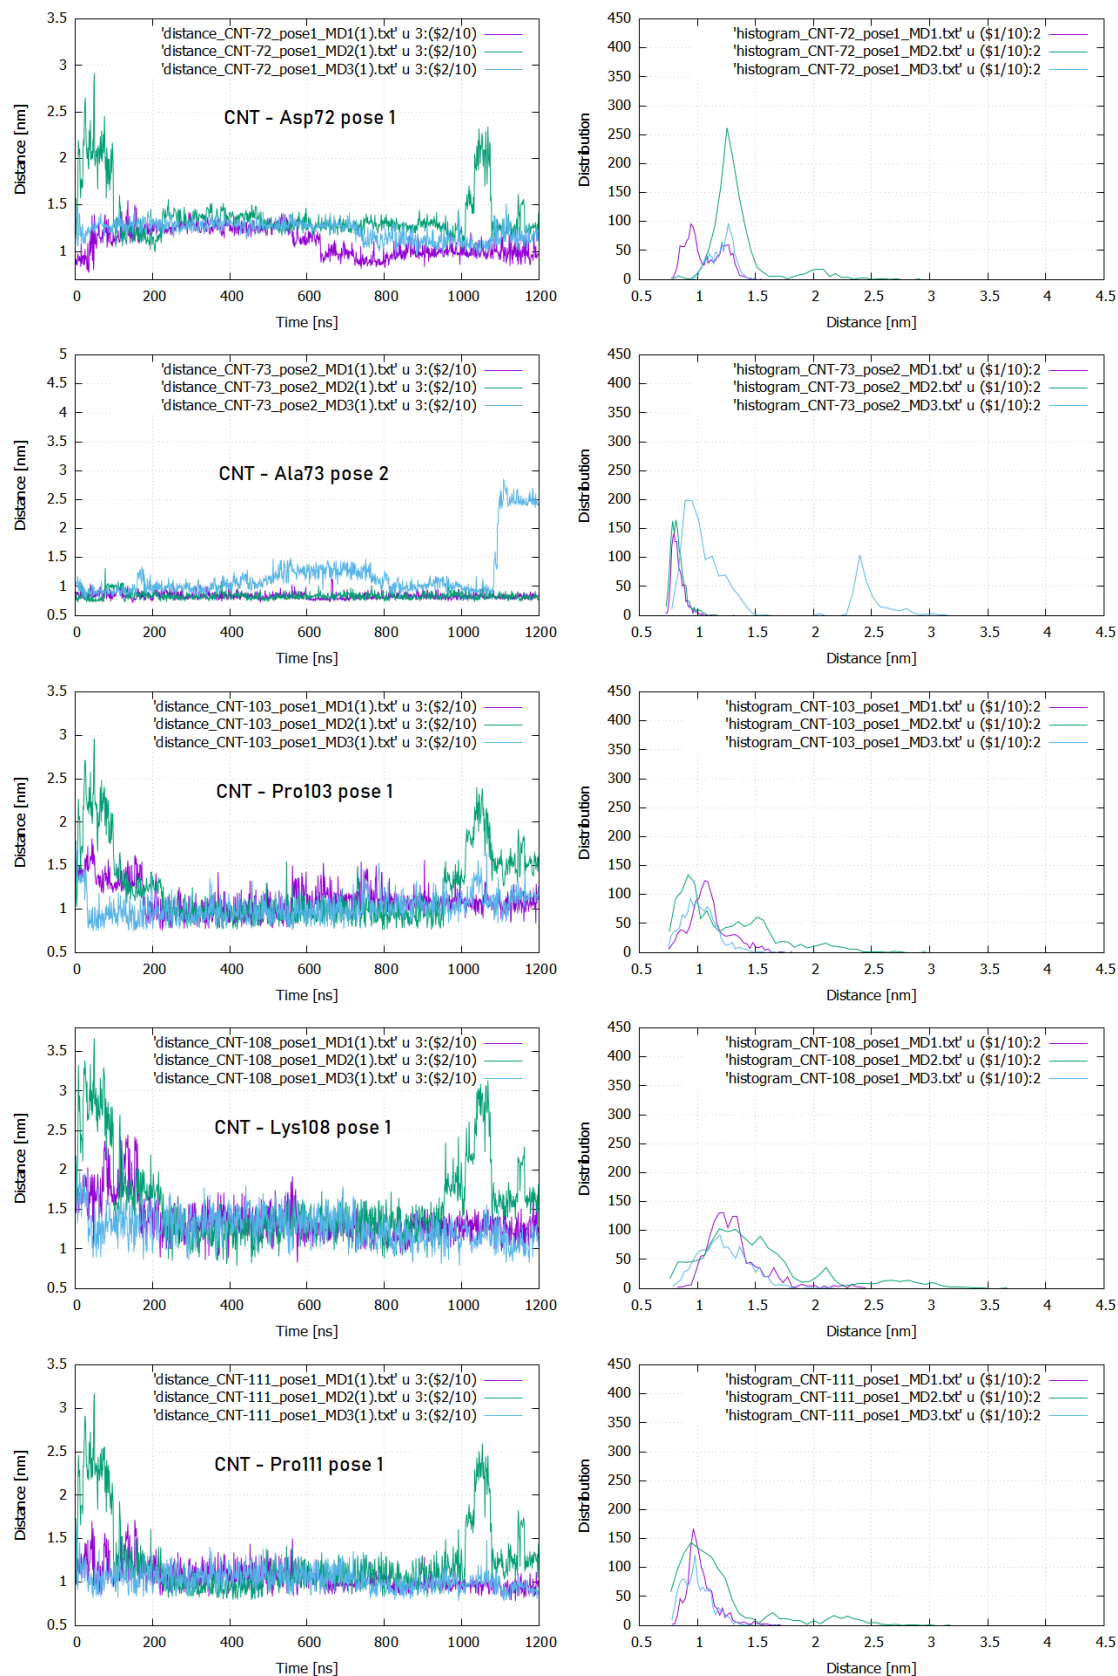 'distance_CNT-72_pose1_MD1(1).txt' u 3:($2/10)
'distance_CNT-72_pose1_MD2(1).txt' u 3:($2/10)
'distance_CNT-72_pose1_MD3(1).txt' u 3:($2/10)
CNT - Asp72 pose 1
Distance [nm]
3.5
3
2.5
2
1.5
1
0 200 400 600 800 1000 1200
Time [ns]
'histogram_CNT-72_pose1_MD1.txt' u ($1/10):2
'histogram_CNT-72_pose1_MD2.txt' u ($1/10):2
'histogram_CNT-72_pose1_MD3.txt' u ($1/10):2
Distribution
450
400
350
300
250
200
150
100
50
0
0.5 1 1.5 2 2.5 3 3.5 4 4.5
Distance [nm]
'distance_CNT-73_pose2_MD1(1).txt' u 3:($2/10)
'distance_CNT-73_pose2_MD2(1).txt' u 3:($2/10)
'distance_CNT-73_pose2_MD3(1).txt' u 3:($2/10)
CNT - Ala73 pose 2
Distance [nm]
5
4.5
4
3.5
3
2.5
2
1.5
1
0.5
0 200 400 600 800 1000 1200
Time [ns]
'histogram_CNT-73_pose2_MD1.txt' u ($1/10):2
'histogram_CNT-73_pose2_MD2.txt' u ($1/10):2
'histogram_CNT-73_pose2_MD3.txt' u ($1/10):2
Distribution
450
400
350
300
250
200
150
100
50
0
0.5 1 1.5 2 2.5 3 3.5 4 4.5
Distance [nm]
'distance_CNT-103_pose1_MD1(1).txt' u 3:($2/10)
'distance_CNT-103_pose1_MD2(1).txt' u 3:($2/10)
'distance_CNT-103_pose1_MD3(1).txt' u 3:($2/10)
CNT - Pro103 pose 1
Distance [nm]
3.5
3
2.5
2
1.5
1
0.5
0 200 400 600 800 1000 1200
Time [ns]
'histogram_CNT-103_pose1_MD1.txt' u ($1/10):2
'histogram_CNT-103_pose1_MD2.txt' u ($1/10):2
'histogram_CNT-103_pose1_MD3.txt' u ($1/10):2
Distribution
450
400
350
300
250
200
150
100
50
0
0.5 1 1.5 2 2.5 3 3.5 4 4.5
Distance [nm]
'distance_CNT-108_pose1_MD1(1).txt' u 3:($2/10)
'distance_CNT-108_pose1_MD2(1).txt' u 3:($2/10)
'distance_CNT-108_pose1_MD3(1).txt' u 3:($2/10)
CNT - Lys108 pose 1
Distance [nm]
3.5
3
2.5
2
1.5
1
0.5
0 200 400 600 800 1000 1200
Time [ns]
'histogram_CNT-108_pose1_MD1.txt' u ($1/10):2
'histogram_CNT-108_pose1_MD2.txt' u ($1/10):2
'histogram_CNT-108_pose1_MD3.txt' u ($1/10):2
Distribution
450
400
350
300
250
200
150
100
50
0
0.5 1 1.5 2 2.5 3 3.5 4 4.5
Distance [nm]
'distance_CNT-111_pose1_MD1(1).txt' u 3:($2/10)
'distance_CNT-111_pose1_MD2(1).txt' u 3:($2/10)
'distance_CNT-111_pose1_MD3(1).txt' u 3:($2/10)
CNT - Pro111 pose 1
Distance [nm]
3.5
3
2.5
2
1.5
1
0.5
0 200 400 600 800 1000 1200
Time [ns]
'histogram_CNT-111_pose1_MD1.txt' u ($1/10):2
'histogram_CNT-111_pose1_MD2.txt' u ($1/10):2
'histogram_CNT-111_pose1_MD3.txt' u ($1/10):2
Distribution
450
400
350
300
250
200
150
100
50
0
0.5 1 1.5 2 2.5 3 3.5 4 4.5
Distance [nm]